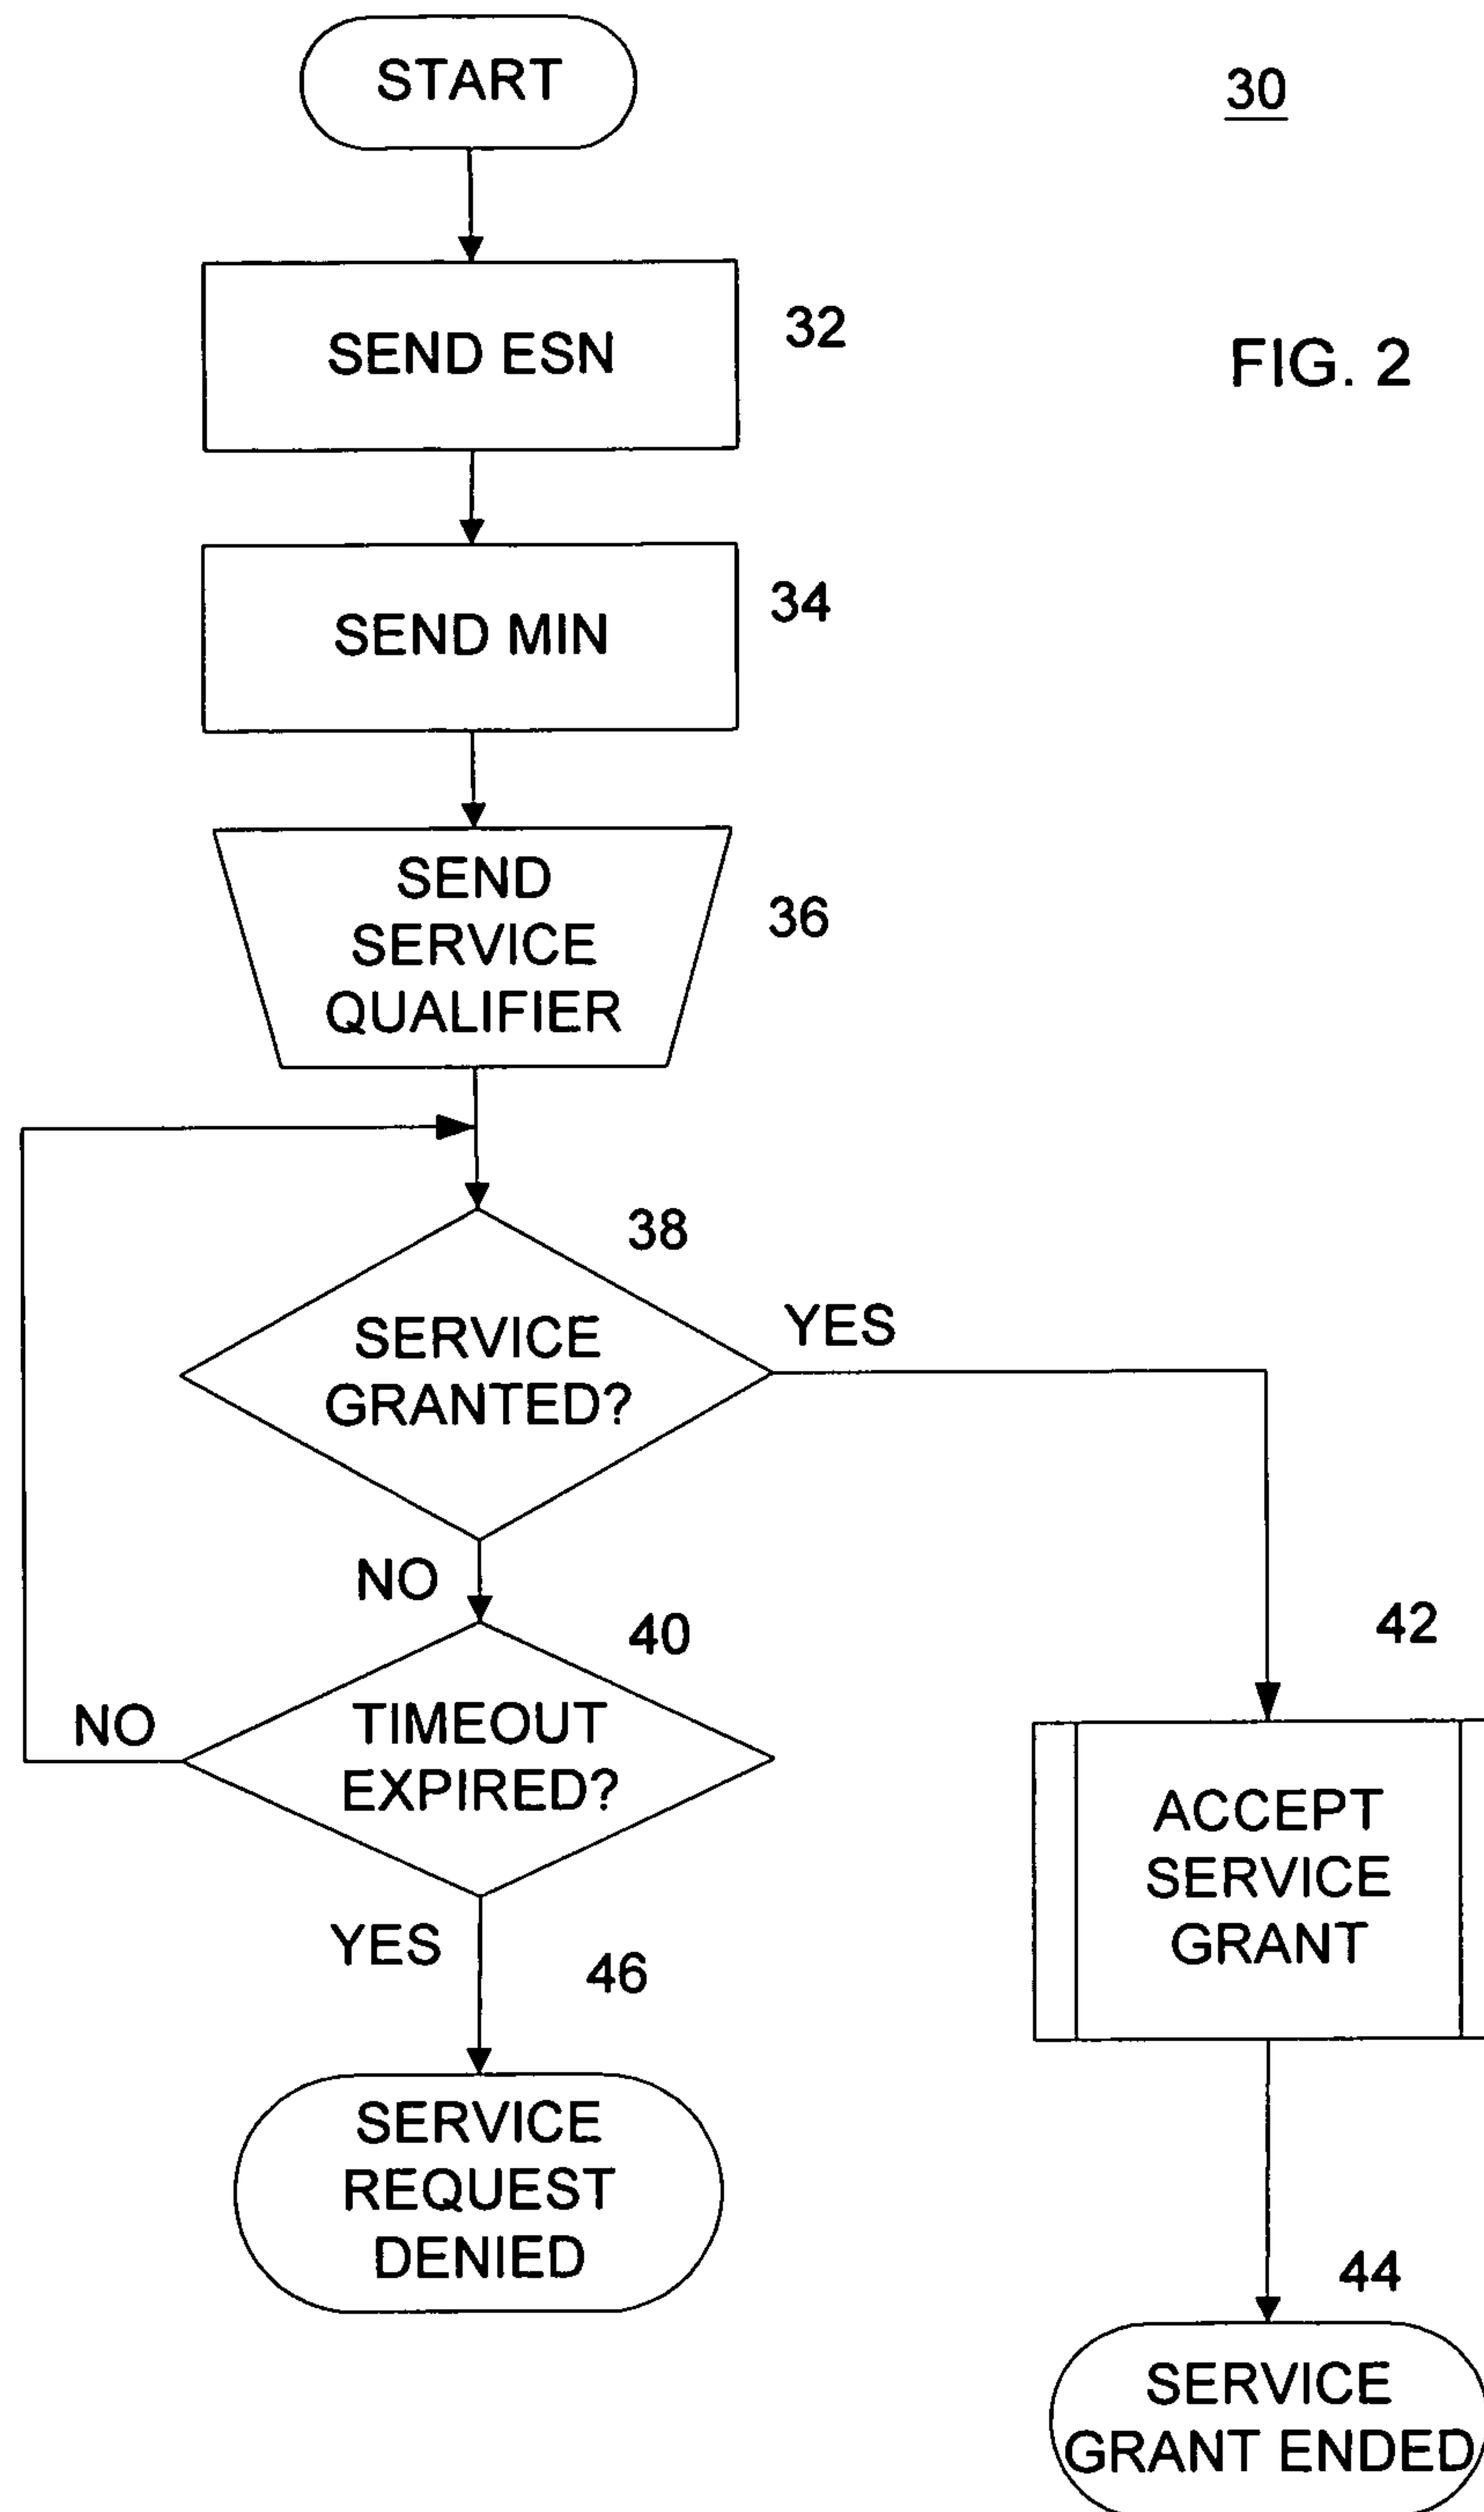 START
30
SEND ESN
32
FIG. 2
SEND MIN
34
SEND
SERVICE
QUALIFIER
36
38
SERVICE
GRANTED?
YES
NO
40
42
TIMEOUT
EXPIRED?
NO
ACCEPT
SERVICE
GRANT
YES
46
SERVICE
REQUEST
DENIED
44
SERVICE
GRANT ENDED